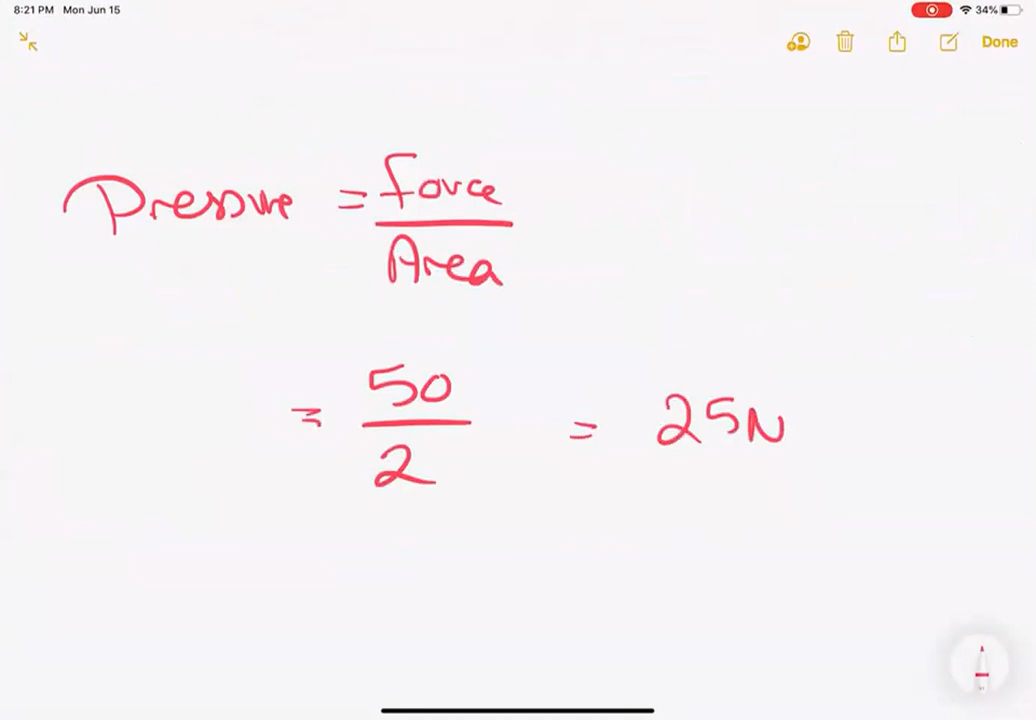 8:21 PM Mon Jun 15 34%
Done
Pressure = force
Area
= 50
2
= 25N